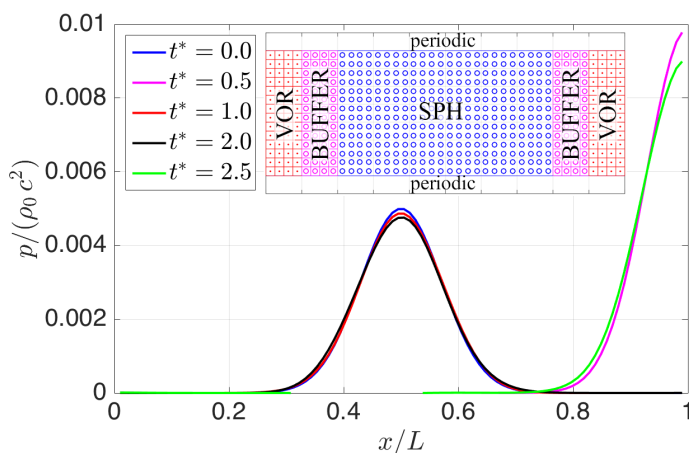 0.01
0.008
0.006
0.004
0.002
0
p/(ρ₀ c²)
t* = 0.0
t* = 0.5
t* = 1.0
t* = 2.0
t* = 2.5
periodic
VOR
BUFFER
SPH
BUFFER
VOR
periodic
0 0.2 0.4 0.6 0.8 1
x/L